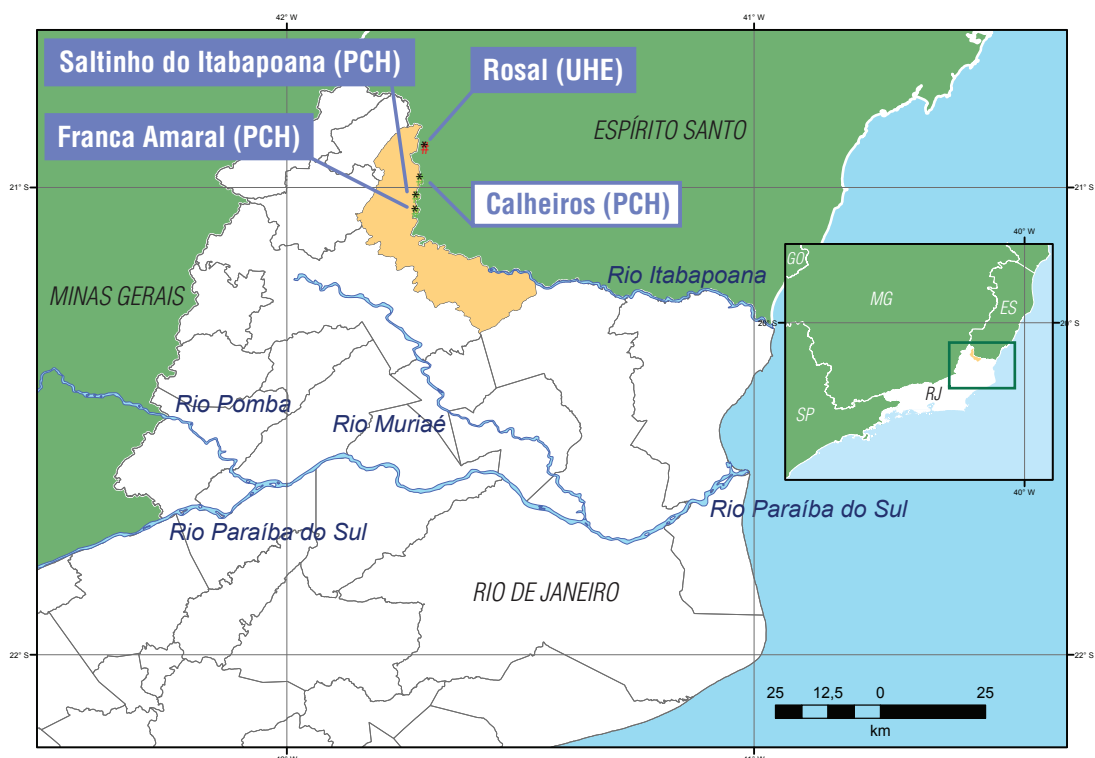 42° W
41° W
Saltinho do Itabapoana (PCH)
Rosal (UHE)
Franca Amaral (PCH)
ESPÍRITO SANTO
#
21° S
21° S
Calheiros (PCH)
40° W
GO
Rio Itabapoana
MINAS GERAIS
MG
ES
20° S
20° S
RJ
Rio Pomba
Rio Muriaé
SP
40° W
Rio Paraíba do Sul
Rio Paraíba do Sul
RIO DE JANEIRO
22° S
22° S
25 12,5 0 25
km